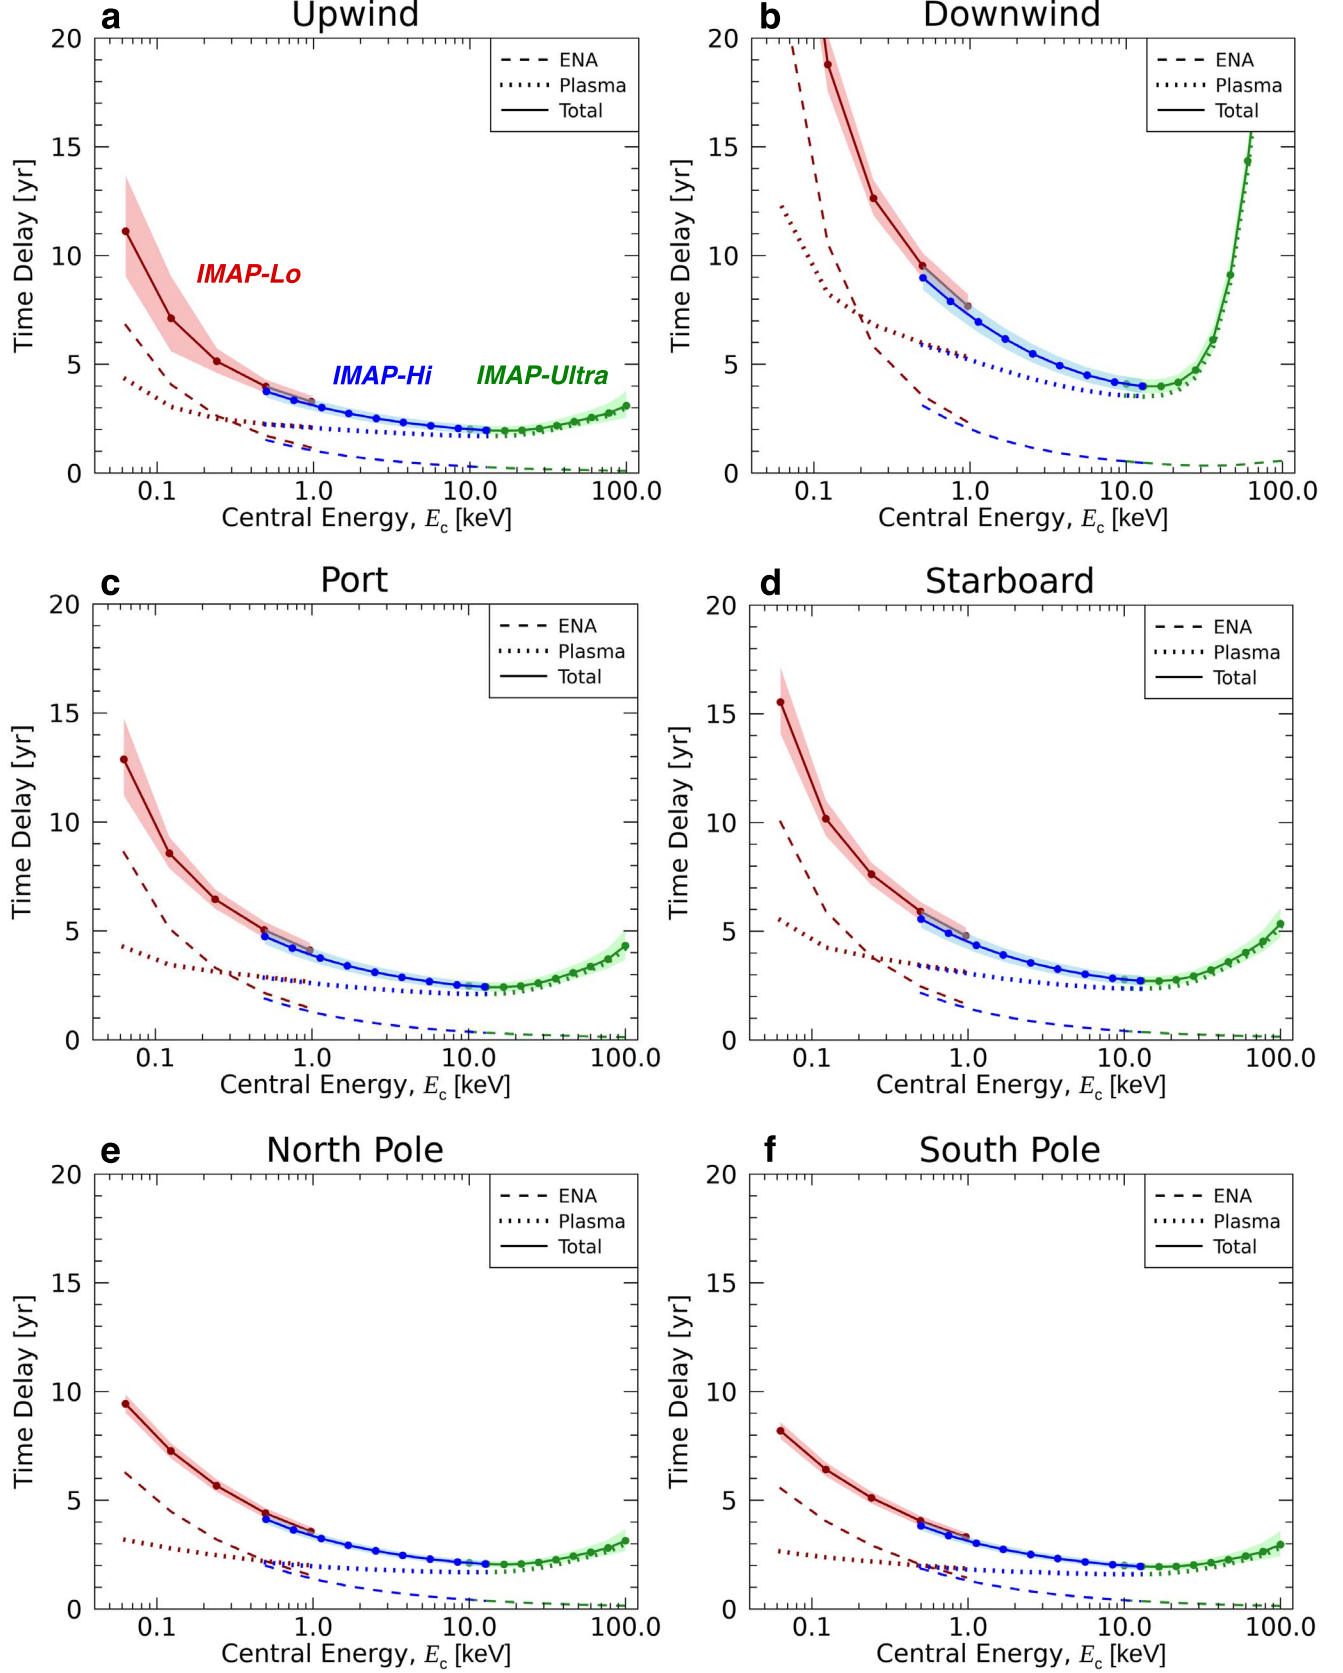 a Upwind
20
15
10
5
0
Time Delay [yr]
ENA
Plasma
Total
IMAP-Lo
IMAP-Hi
IMAP-Ultra
0.1 1.0 10.0 100.0
Central Energy, Ec [keV]
b Downwind
20
15
10
5
0
Time Delay [yr]
ENA
Plasma
Total
0.1 1.0 10.0 100.0
Central Energy, Ec [keV]
c Port
20
15
10
5
0
Time Delay [yr]
ENA
Plasma
Total
0.1 1.0 10.0 100.0
Central Energy, Ec [keV]
d Starboard
20
15
10
5
0
Time Delay [yr]
ENA
Plasma
Total
0.1 1.0 10.0 100.0
Central Energy, Ec [keV]
e North Pole
20
15
10
5
0
Time Delay [yr]
ENA
Plasma
Total
0.1 1.0 10.0 100.0
Central Energy, Ec [keV]
f South Pole
20
15
10
5
0
Time Delay [yr]
ENA
Plasma
Total
0.1 1.0 10.0 100.0
Central Energy, Ec [keV]